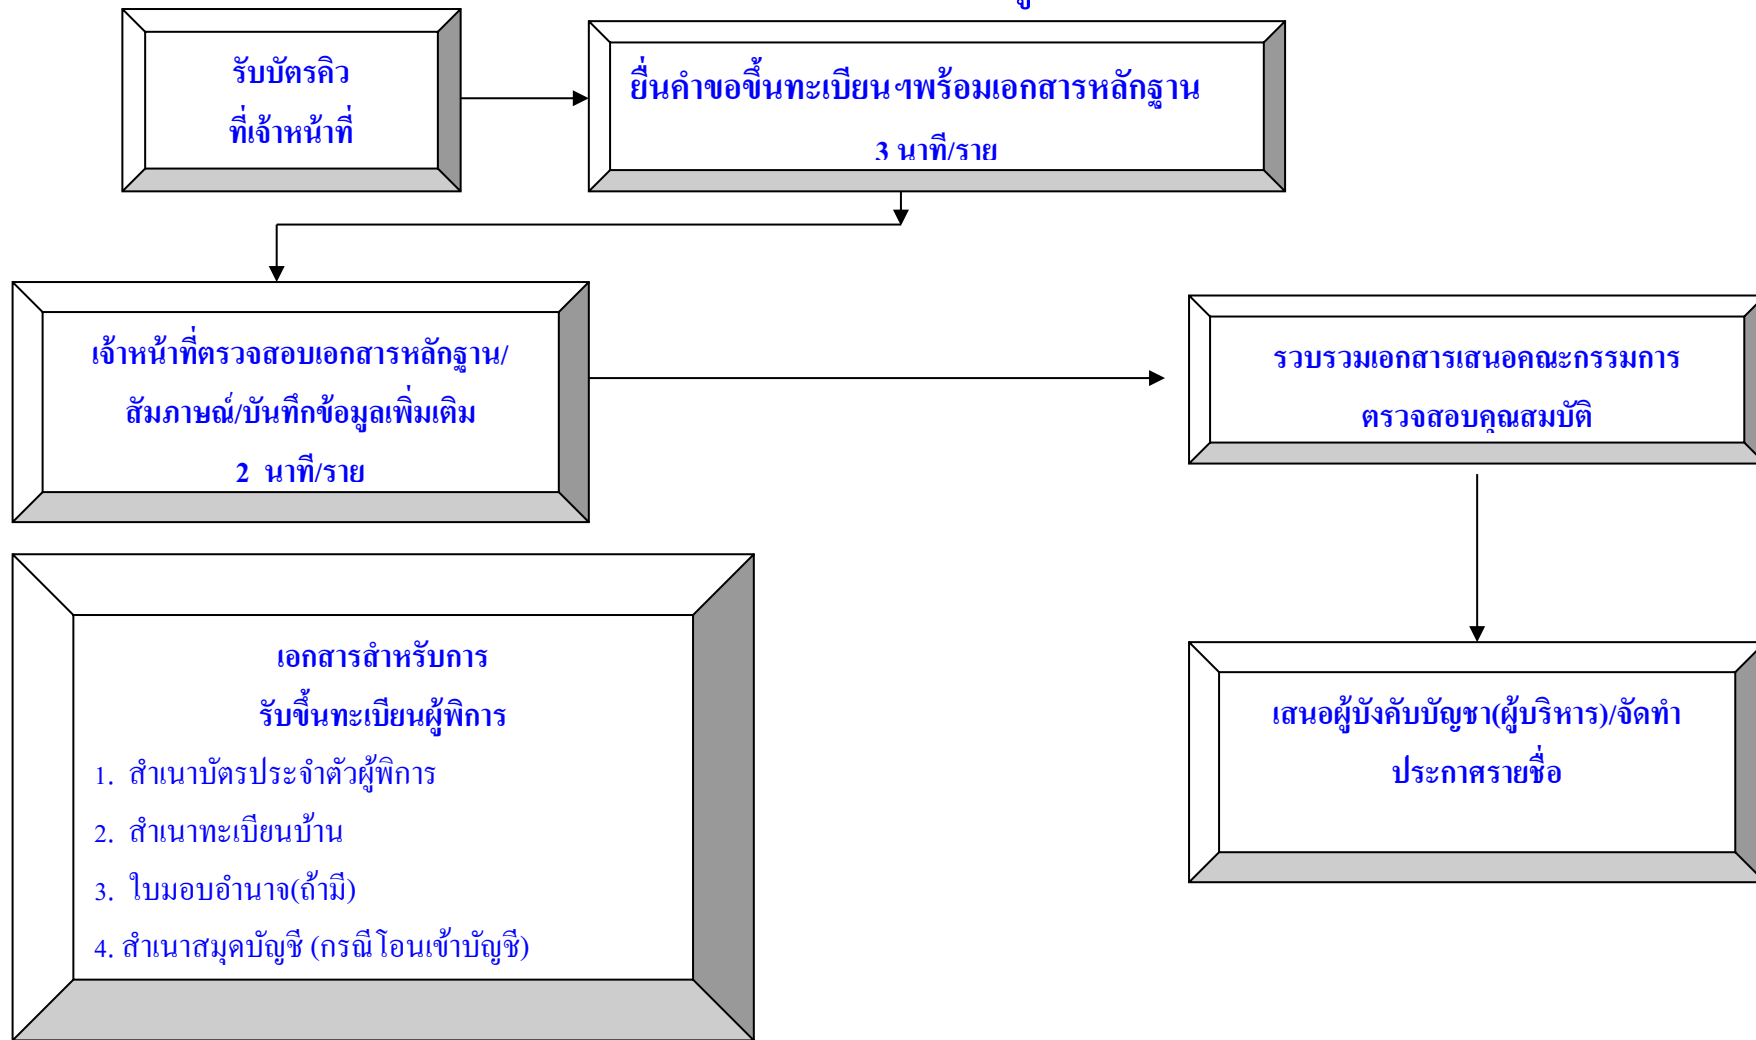 รับบัตรคิว
ที่เจ้าหน้าที่
ยื่นคำขอขึ้นทะเบียนฯพร้อมเอกสารหลักฐาน
3 นาที/ราย
เจ้าหน้าที่ตรวจสอบเอกสารหลักฐาน/
สัมภาษณ์/บันทึกข้อมูลเพิ่มเติม
2 นาที/ราย
รวบรวมเอกสารเสนอคณะกรรมการ
ตรวจสอบคุณสมบัติ
เสนอผู้บังคับบัญชา(ผู้บริหาร)/จัดทำ
ประกาศรายชื่อ
เอกสารสำหรับการ
รับขึ้นทะเบียนผู้พิการ
1. สำเนาบัตรประจำตัวผู้พิการ
2. สำเนาทะเบียนบ้าน
3. ใบมอบอำนาจ(ถ้ามี)
4. สำเนาสมุดบัญชี (กรณีโอนเข้าบัญชี)